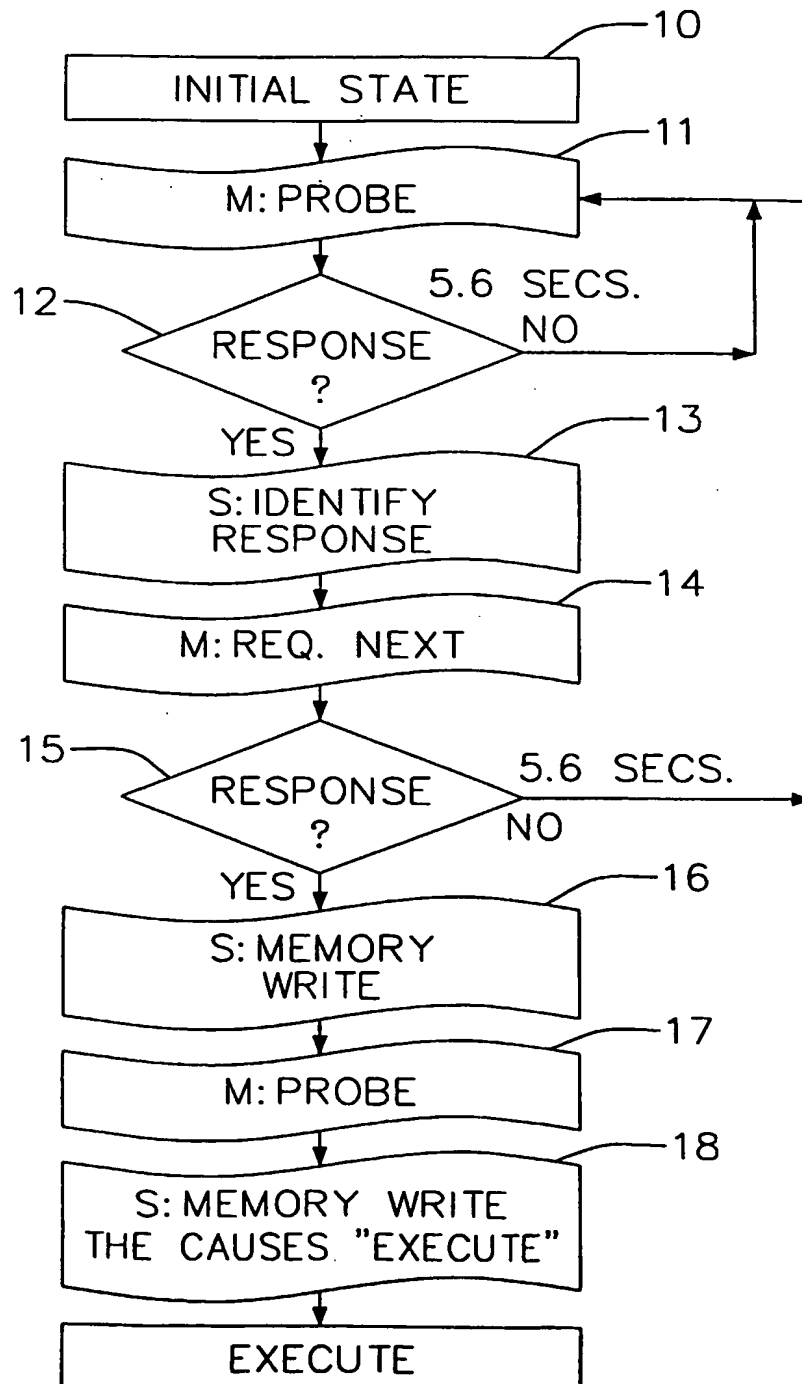 10
INITIAL STATE
11
M: PROBE
12
5.6 SECS.
NO
RESPONSE
?
YES
13
S: IDENTIFY
RESPONSE
14
M: REQ. NEXT
15
5.6 SECS.
NO
RESPONSE
?
YES
16
S: MEMORY
WRITE
17
M: PROBE
18
S: MEMORY WRITE
THE CAUSES "EXECUTE"
EXECUTE